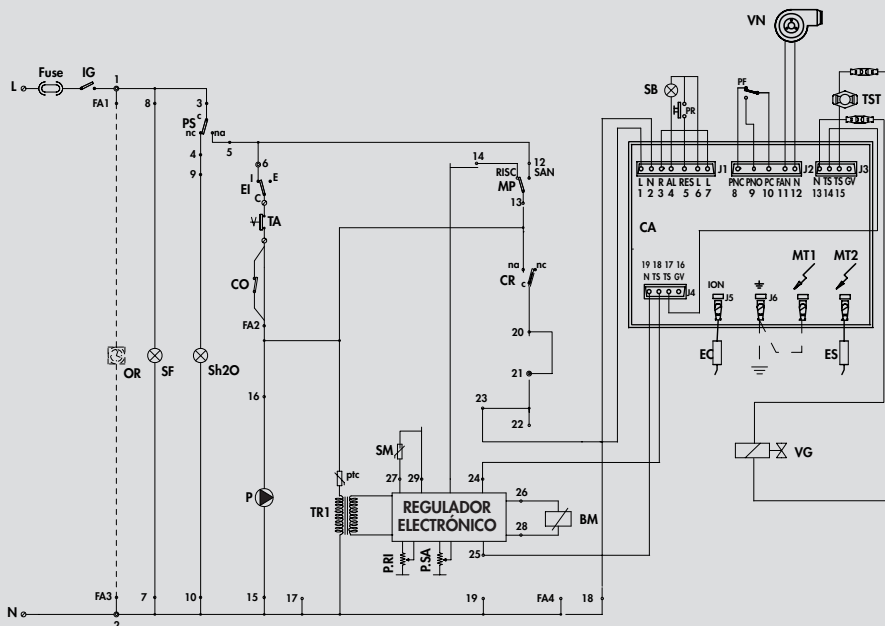 VN
L
Fuse
IG
1
FA1
8
3
PS
c
nc
na
4
5
9
6
I
E
EI
C
TA
CO
FA2
14
12
RISC
SAN
MP
13
na
nc
CR
c
20
21
23
22
OR
SF
Sh2O
16
P
SM
27
29
24
ptc
TR1
REGULADOR
ELECTRÓNICO
26
28
BM
P.RI
P.SA
25
SB
PR
PF
TST
J1
J2
J3
L N R AL RES L L
1 2 3 4 5 6 7
PNC PNO PC FAN N
8 9 10 11 12
N TS TS GV
13 14 15
CA
19 18 17 16
N TS TS GV
J4
ION
J5
J6
MT1
MT2
EC
ES
VG
FA3
7
10
15
17
19
FA4
18
N
2